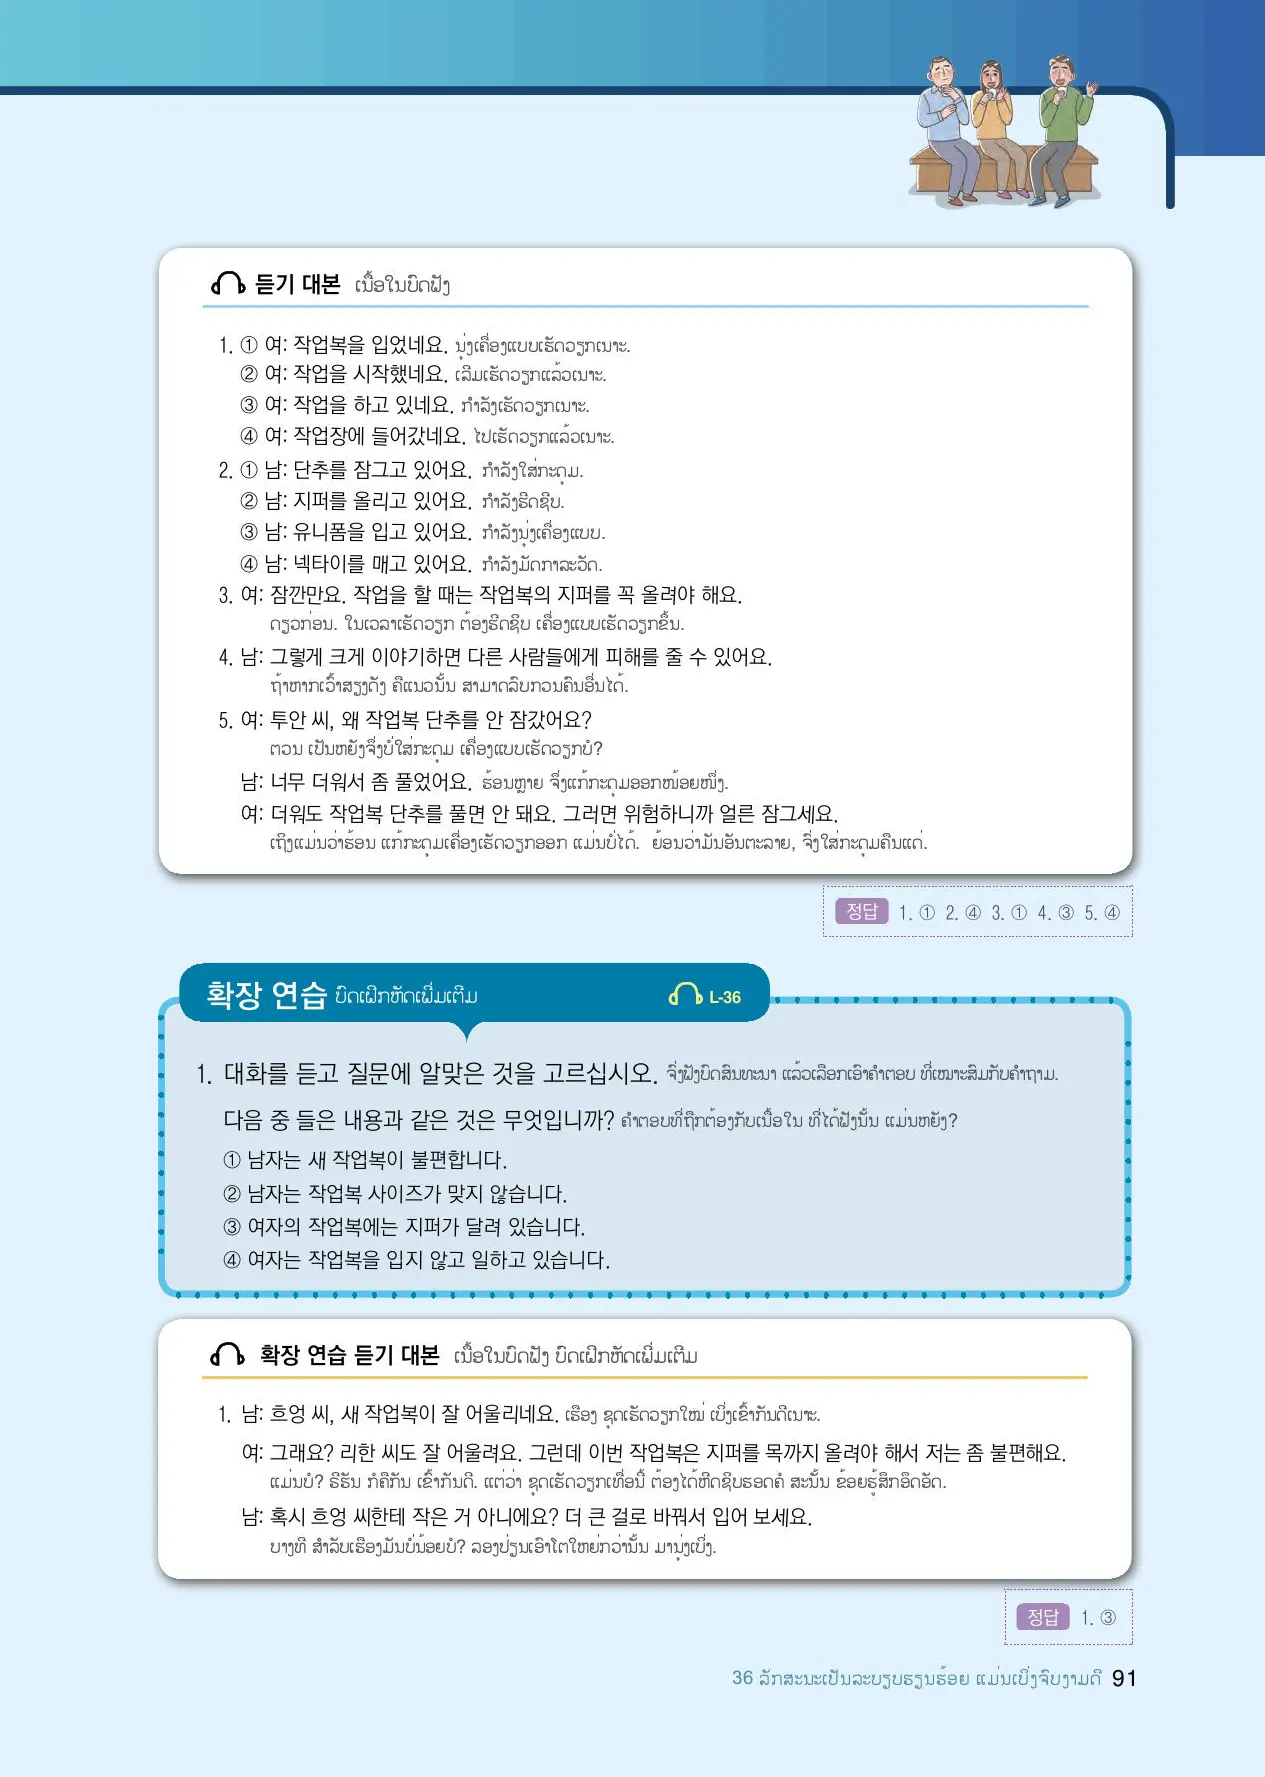 듣기 대본 ເນື້ອໃນບົດຟັງ
1. ① 여: 작업복을 입었네요. ນຸ່ງເຄື່ອງແບບເຮັດວຽກເນາະ.
② 여: 작업을 시작했네요. ເລີມເຮັດວຽກແລ້ວເນາະ.
③ 여: 작업을 하고 있네요. ກຳລັງເຮັດວຽກເນາະ.
④ 여: 작업장에 들어갔네요. ໄປເຮັດວຽກແລ້ວເນາະ.
2. ① 남: 단추를 잠그고 있어요. ກຳລັງໃສ່ກະດຸມ.
② 남: 지퍼를 올리고 있어요. ກຳລັງຮີດຊິບ.
③ 남: 유니폼을 입고 있어요. ກຳລັງນຸ່ງເຄື່ອງແບບ.
④ 남: 넥타이를 매고 있어요. ກຳລັງມັດກາລະວັດ.
3. 여: 잠깐만요. 작업을 할 때는 작업복의 지퍼를 꼭 올려야 해요.
ດຽວກ່ອນ. ໃນເວລາເຮັດວຽກ ຕ້ອງຮີດຊິບ ເຄື່ອງແບບເຮັດວຽກຂຶ້ນ.
4. 남: 그렇게 크게 이야기하면 다른 사람들에게 피해를 줄 수 있어요.
ຖ້າຫາກເວົ້າສຽງດັງ ຄືແນວນັ້ນ ສາມາດລົບກວນຄົນອື່ນໄດ້.
5. 여: 투안 씨, 왜 작업복 단추를 안 잠갔어요?
ຕວນ ເປັນຫຍັງຈຶ່ງບໍ່ໃສ່ກະດຸມ ເຄື່ອງແບບເຮັດວຽກບໍ?
남: 너무 더워서 좀 풀었어요. ຮ້ອນຫຼາຍ ຈຶ່ງແກ້ກະດຸມອອກໜ້ອຍໜຶ່ງ.
여: 더워도 작업복 단추를 풀면 안 돼요. 그러면 위험하니까 얼른 잠그세요.
ເຖິງແມ່ນວ່າຮ້ອນ ແກ້ກະດຸມເຄື່ອງເຮັດວຽກອອກ ແມ່ນບໍ່ໄດ້. ຍ້ອນວ່າມັນອັນຕະລາຍ, ຈົ່ງໃສ່ກະດຸມຄືນແດ່.
정답 1. ① 2. ④ 3. ① 4. ③ 5. ④
확장 연습 ບົດເຝິກຫັດເພີ່ມເຕີມ L-36
1. 대화를 듣고 질문에 알맞은 것을 고르십시오. ຈົ່ງຟັງບົດສົນທະນາ ແລ້ວເລືອກເອົາຄຳຕອບ ທີ່ເໝາະສົມກັບຄຳຖາມ.
다음 중 들은 내용과 같은 것은 무엇입니까? ຄຳຕອບທີ່ຖືກຕ້ອງກັບເນື້ອໃນ ທີ່ໄດ້ຟັງນັ້ນ ແມ່ນຫຍັງ?
① 남자는 새 작업복이 불편합니다.
② 남자는 작업복 사이즈가 맞지 않습니다.
③ 여자의 작업복에는 지퍼가 달려 있습니다.
④ 여자는 작업복을 입지 않고 일하고 있습니다.
확장 연습 듣기 대본 ເນື້ອໃນບົດຟັງ ບົດເຝິກຫັດເພີ່ມເຕີມ
1. 남: 흐엉 씨, 새 작업복이 잘 어울리네요. ເຮືອງ ຊຸດເຮັດວຽກໃໝ່ ເບິ່ງເຂົ້າກັນດີເນາະ.
여: 그래요? 리한 씨도 잘 어울려요. 그런데 이번 작업복은 지퍼를 목까지 올려야 해서 저는 좀 불편해요.
ແມ່ນບໍ? ຣີຮັນ ກໍຄືກັນ ເຂົ້າກັນດີ. ແຕ່ວ່າ ຊຸດເຮັດວຽກເທື່ອນີ້ ຕ້ອງໄດ້ຫີດຊິບຮອດຄໍ ສະນັ້ນ ຂ້ອຍຮູ້ສຶກອຶດອັດ.
남: 혹시 흐엉 씨한테 작은 거 아니에요? 더 큰 걸로 바꿔서 입어 보세요.
ບາງທີ ສຳລັບເຮືອງມັນບໍ່ນ້ອຍບໍ? ລອງປ່ຽນເອົາໂຕໃຫຍ່ກວ່ານັ້ນ ມານຸ່ງເບິ່ງ.
정답 1. ③
36 ລັກສະນະເປັນລະບຽບຮຽບຮ້ອຍ ແມ່ນເບິ່ງຈົບງາມດີ 91